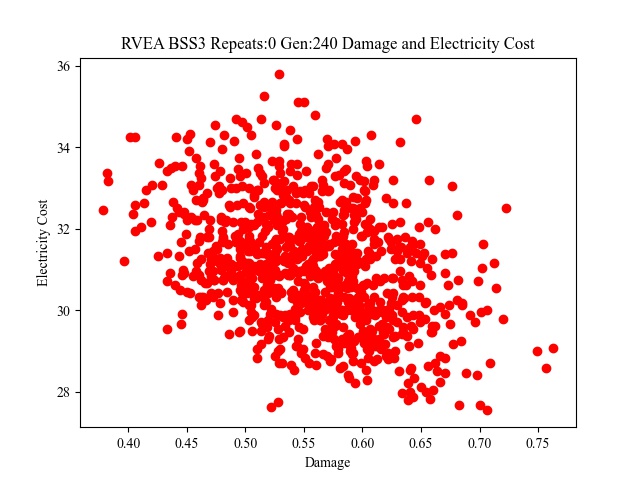 RVEA BSS3 Repeats:0 Gen:240 Damage and Electricity Cost
36
34
32
30
28
Electricity Cost
0.40 0.45 0.50 0.55 0.60 0.65 0.70 0.75
Damage